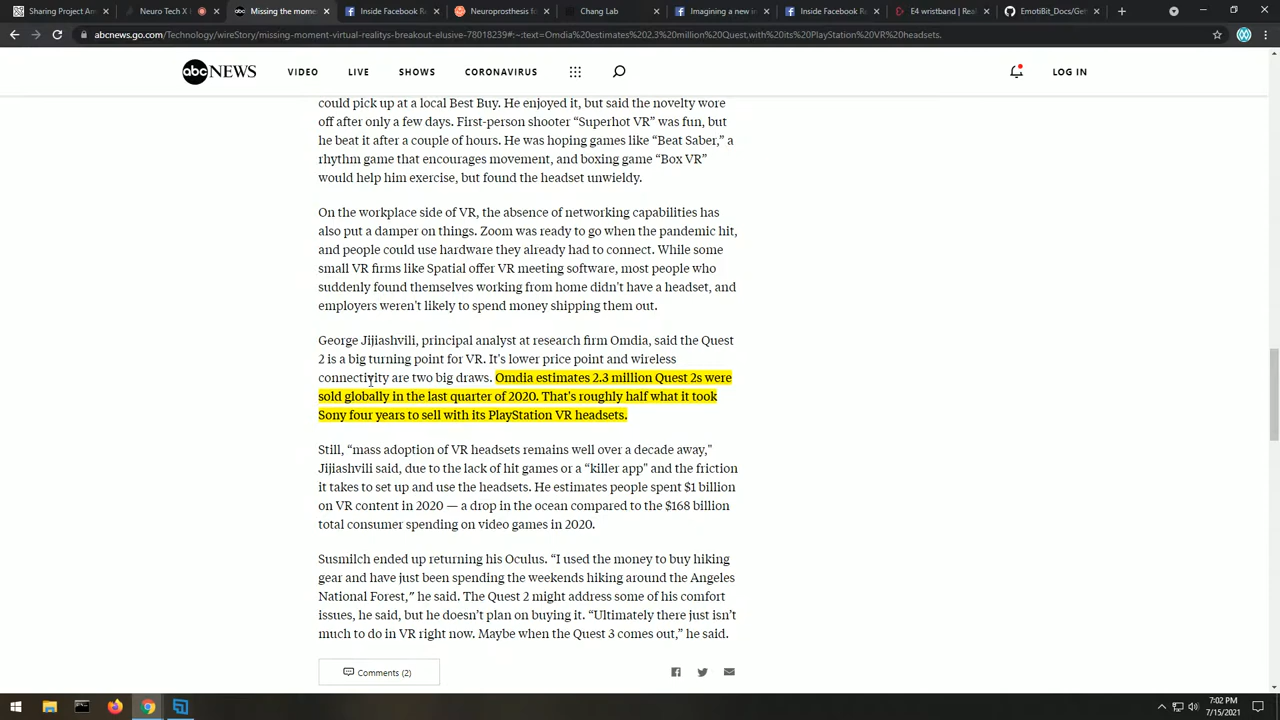 Sharing Project Am
Neuro Tech X |
Missing the mome
Inside Facebook Re
Neuroprosthesis fo
Chang Lab
Imagining a new in
Inside Facebook Re
E4 wristband | Rea
EmotiBit_Docs/Get
abcnews.go.com/Technology/wireStory/missing-moment-virtual-realitys-breakout-elusive-78018239#:~:text=Omdia%20estimates%202.3%20million%20Quest,with%20its%20PlayStation%20VR%20headsets.
abc NEWS VIDEO LIVE SHOWS CORONAVIRUS LOG IN
could pick up at a local Best Buy. He enjoyed it, but said the novelty wore
off after only a few days. First-person shooter “Superhot VR” was fun, but
he beat it after a couple of hours. He was hoping games like “Beat Saber,” a
rhythm game that encourages movement, and boxing game “Box VR”
would help him exercise, but found the headset unwieldy.
On the workplace side of VR, the absence of networking capabilities has
also put a damper on things. Zoom was ready to go when the pandemic hit,
and people could use hardware they already had to connect. While some
small VR firms like Spatial offer VR meeting software, most people who
suddenly found themselves working from home didn't have a headset, and
employers weren't likely to spend money shipping them out.
George Jijiashvili, principal analyst at research firm Omdia, said the Quest
2 is a big turning point for VR. It's lower price point and wireless
connectivity are two big draws. Omdia estimates 2.3 million Quest 2s were
sold globally in the last quarter of 2020. That's roughly half what it took
Sony four years to sell with its PlayStation VR headsets.
Still, “mass adoption of VR headsets remains well over a decade away,"
Jijiashvili said, due to the lack of hit games or a “killer app” and the friction
it takes to set up and use the headsets. He estimates people spent $1 billion
on VR content in 2020 — a drop in the ocean compared to the $168 billion
total consumer spending on video games in 2020.
Susmilch ended up returning his Oculus. “I used the money to buy hiking
gear and have just been spending the weekends hiking around the Angeles
National Forest,” he said. The Quest 2 might address some of his comfort
issues, he said, but he doesn’t plan on buying it. “Ultimately there just isn’t
much to do in VR right now. Maybe when the Quest 3 comes out,” he said.
Comments (2)
7:02 PM
7/15/2021